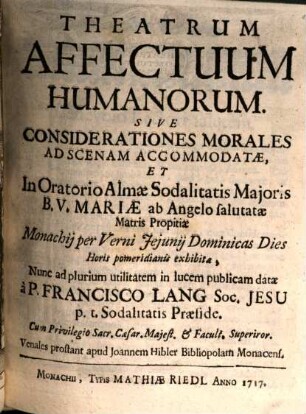 THEATRUM
AFFECTUUM
HUMANORUM.
SIVE
CONSIDERATIONES MORALES
AD SCENAM ACCOMMODATÆ,
ET
In Oratorio Almæ Sodalitatis Majoris
B. V. MARIÆ ab Angelo salutatæ
Matris Propitiæ
Monachij per Verni Jejunij Dominicas Dies
Horis pomeridianis exhibitæ,
Nunc ad plurium utilitatem in lucem publicam datæ
à P. FRANCISCO LANG Soc. JESU
p. t. Sodalitatis Præside.
Cum Privilegio Sacr. Cæsar. Majest. & Facult. Superiror.
Venales prostant apud Joannem Hibler Bibliopolam Monacens.
MONACHII, TYPIS MATHIÆ RIEDL ANNO 1717.